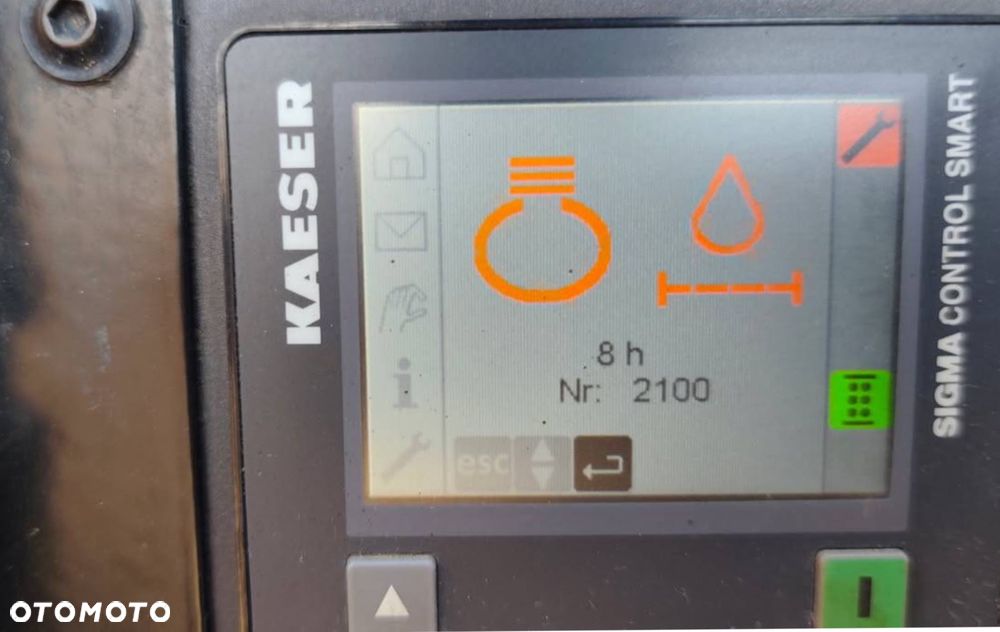 KAESER
SIGMA CONTROL SMART
8 h
Nr: 2100
esc
OTOMOTO